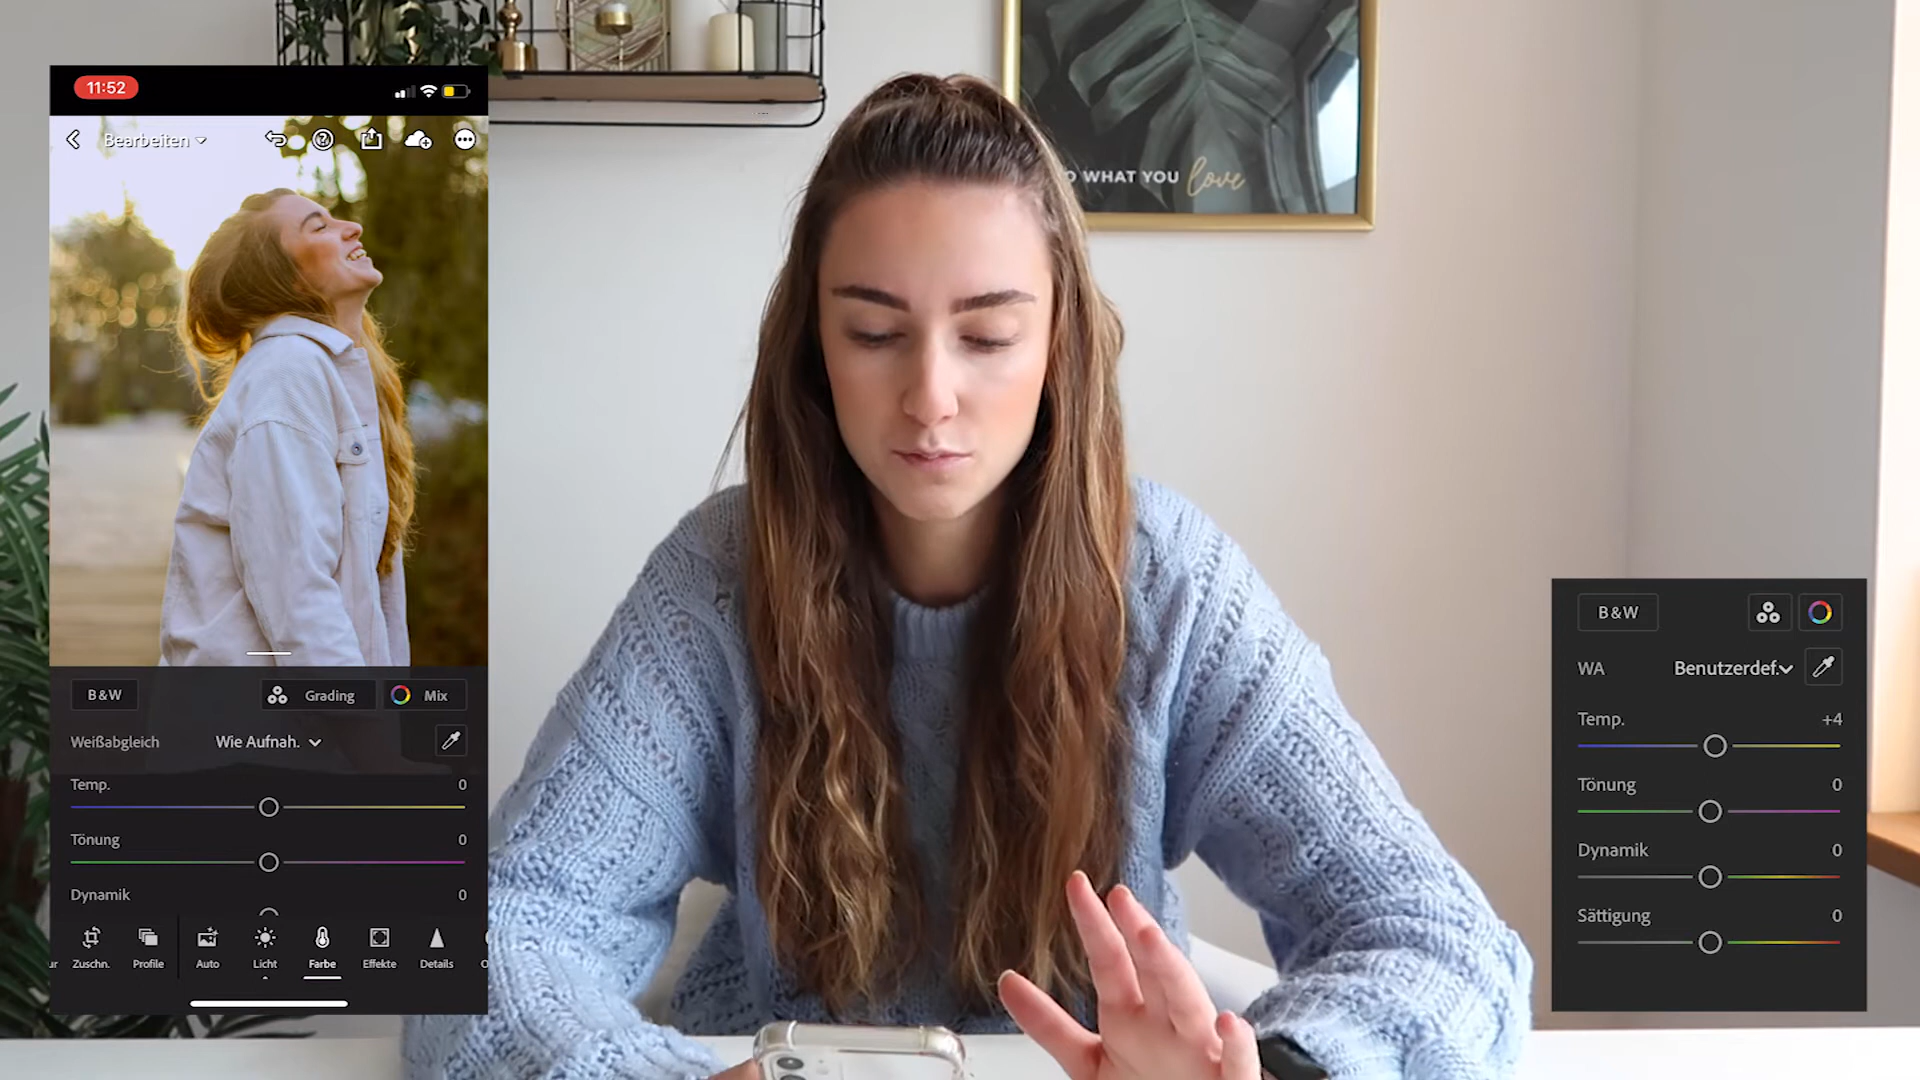 11:52
Bearbeiten
B&W
Grading
Mix
Weißabgleich
Wie Aufnah.
Temp.
0
Tönung
0
Dynamik
0
Zuschn.
Profile
Auto
Licht
Farbe
Effekte
Details
WHAT YOU love
B&W
WA
Benutzerdef.
Temp.
+4
Tönung
0
Dynamik
0
Sättigung
0